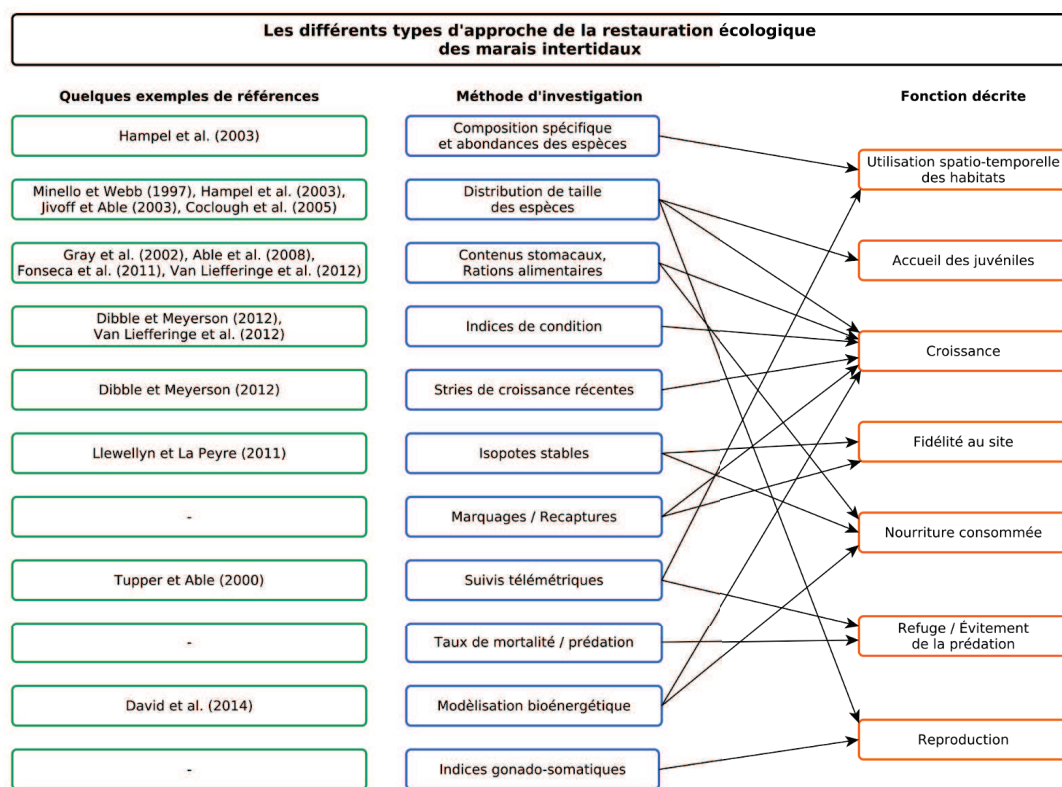 Les différents types d'approche de la restauration écologique
des marais intertidaux
Quelques exemples de références
Méthode d'investigation
Fonction décrite
Hampel et al. (2003)
Composition spécifique
et abondances des espèces
Utilisation spatio-temporelle
des habitats
Minello et Webb (1997), Hampel et al. (2003),
Jivoff et Able (2003), Coclough et al. (2005)
Distribution de taille
des espèces
Accueil des juvéniles
Gray et al. (2002), Able et al. (2008),
Fonseca et al. (2011), Van Liefferinge et al. (2012)
Contenus stomacaux,
Rations alimentaires
Dibble et Meyerson (2012),
Van Liefferinge et al. (2012)
Indices de condition
Croissance
Dibble et Meyerson (2012)
Stries de croissance récentes
Llewellyn et La Peyre (2011)
Isopotes stables
Fidélité au site
-
Marquages / Recaptures
Nourriture consommée
Tupper et Able (2000)
Suivis télémétriques
-
Taux de mortalité / prédation
Refuge / Évitement
de la prédation
David et al. (2014)
Modèlisation bioénergétique
Reproduction
-
Indices gonado-somatiques